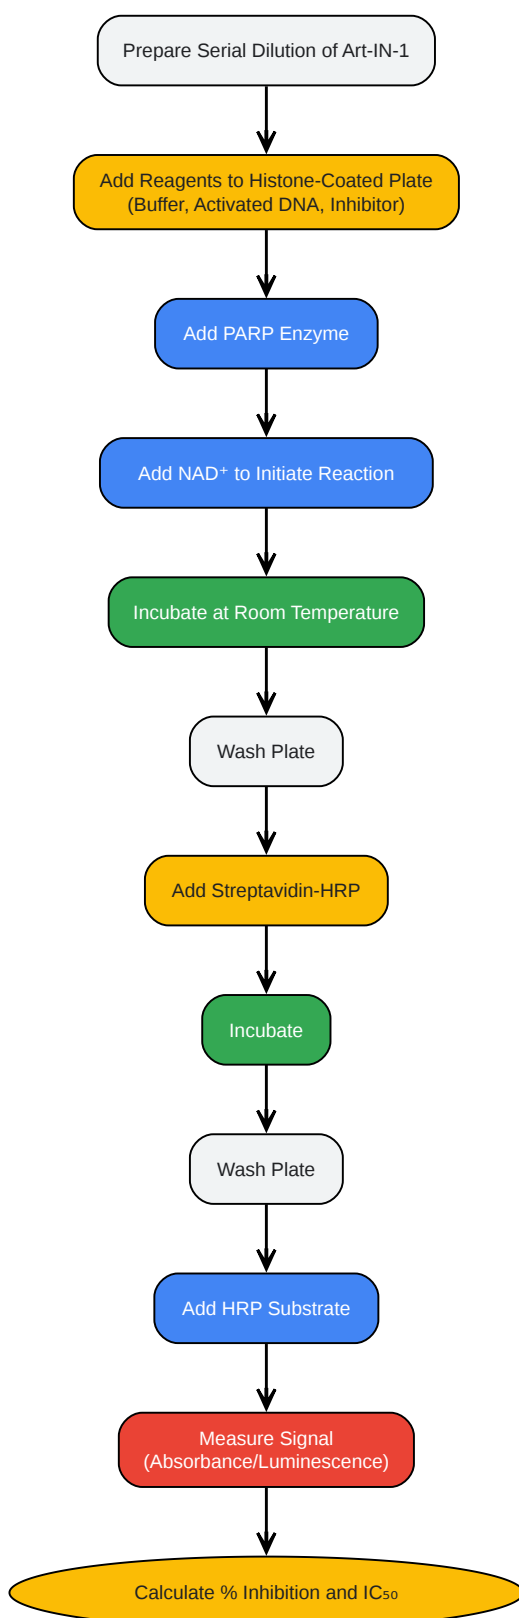 Prepare Serial Dilution of Art-IN-1
Add Reagents to Histone-Coated Plate
(Buffer, Activated DNA, Inhibitor)
Add PARP Enzyme
Add NAD⁺ to Initiate Reaction
Incubate at Room Temperature
Wash Plate
Add Streptavidin-HRP
Incubate
Wash Plate
Add HRP Substrate
Measure Signal
(Absorbance/Luminescence)
Calculate % Inhibition and IC₅₀